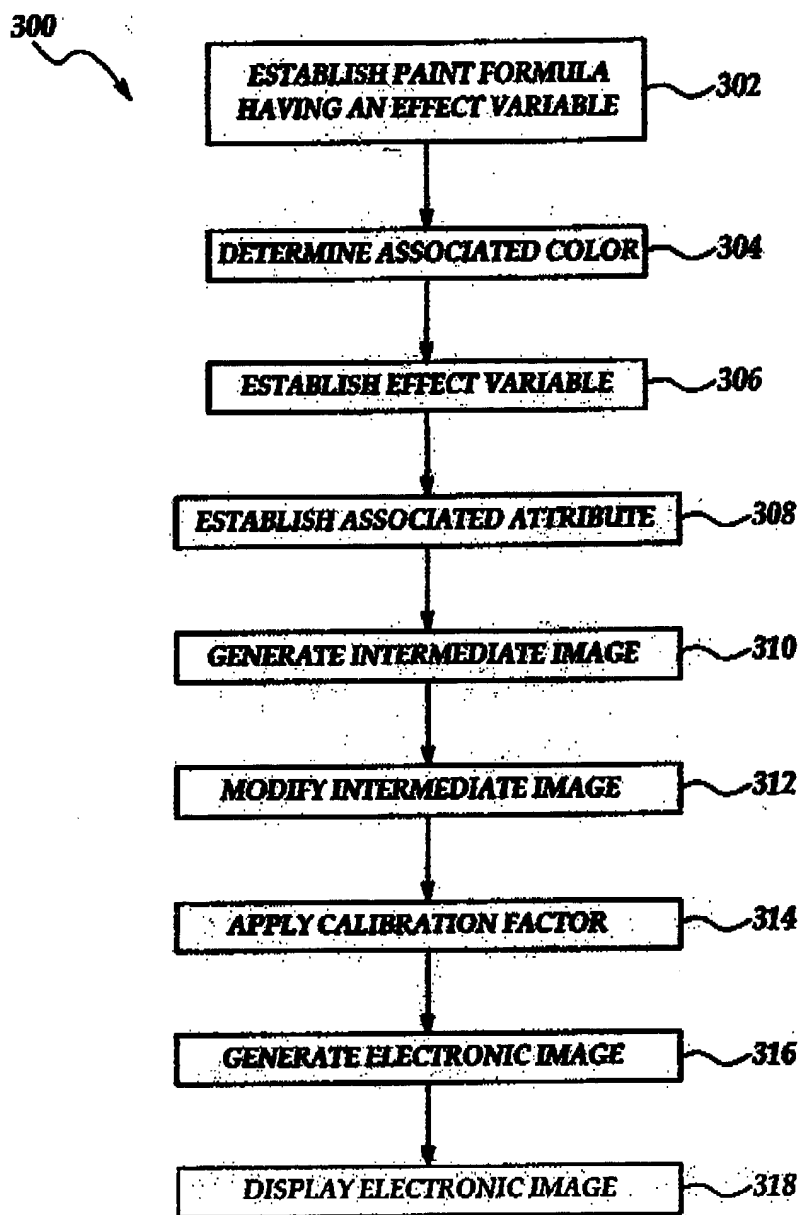 300
ESTABLISH PAINT FORMULA
HAVING AN EFFECT VARIABLE
302
DETERMINE ASSOCIATED COLOR
304
ESTABLISH EFFECT VARIABLE
306
ESTABLISH ASSOCIATED ATTRIBUTE
308
GENERATE INTERMEDIATE IMAGE
310
MODIFY INTERMEDIATE IMAGE
312
APPLY CALIBRATION FACTOR
314
GENERATE ELECTRONIC IMAGE
316
DISPLAY ELECTRONIC IMAGE
318